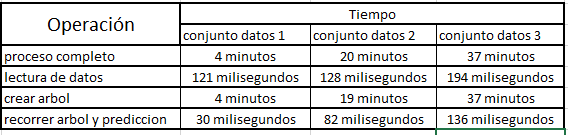 Operación
Tiempo
conjunto datos 1 conjunto datos 2 conjunto datos 3
proceso completo 4 minutos 20 minutos 37 minutos
lectura de datos 121 milisegundos 128 milisegundos 194 milisegundos
crear arbol 4 minutos 19 minutos 37 minutos
recorrer arbol y prediccion 30 milisegundos 82 milisegundos 136 milisegundos